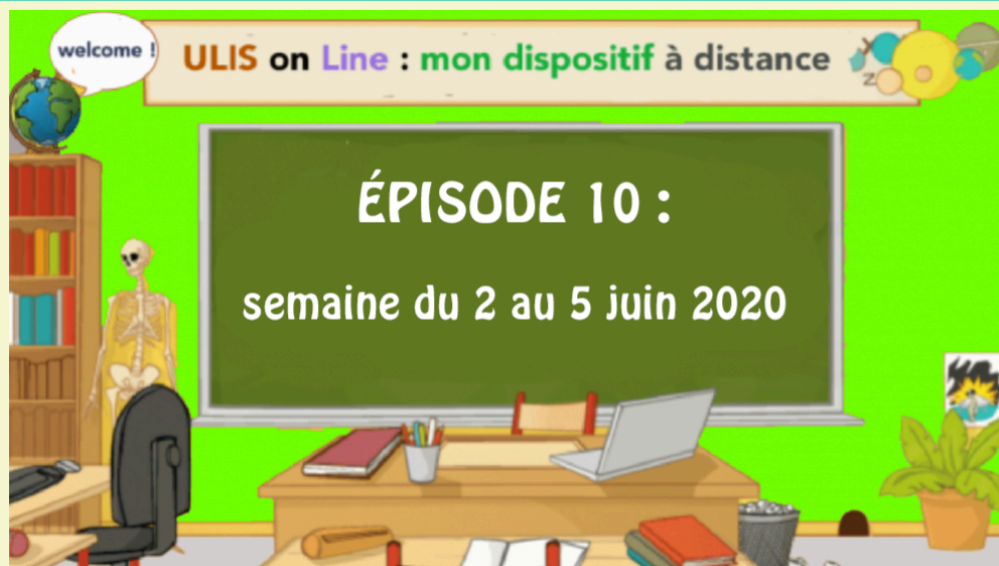 welcome !
ULIS on Line : mon dispositif à distance
ÉPISODE 10 :
semaine du 2 au 5 juin 2020